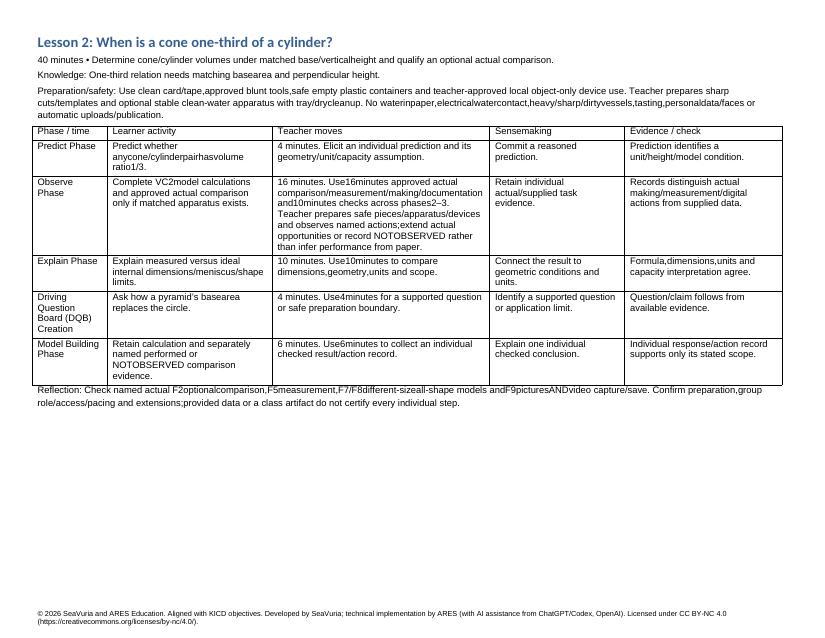 Lesson 2: When is a cone one-third of a cylinder?
40 minutes • Determine cone/cylinder volumes under matched base/verticalheight and qualify an optional actual comparison.
Knowledge: One-third relation needs matching basearea and perpendicular height.
Preparation/safety: Use clean card/tape,approved blunt tools,safe empty plastic containers and teacher-approved local object-only device use. Teacher prepares sharp
cuts/templates and optional stable clean-water apparatus with tray/drycleanup. No waterinpaper,electricalwatercontact,heavy/sharp/dirtyvessels,tasting,personaldata/faces or
automatic uploads/publication.
Phase / time
Learner activity
Teacher moves
Sensemaking
Evidence / check
Predict Phase
Predict whether
anycone/cylinderpairhasvolume
ratio1/3.
4 minutes. Elicit an individual prediction and its
geometry/unit/capacity assumption.
Commit a reasoned
prediction.
Prediction identifies a
unit/height/model condition.
Observe
Phase
Complete VC2model calculations
and approved actual comparison
only if matched apparatus exists.
16 minutes. Use16minutes approved actual
comparison/measurement/making/documentation
and10minutes checks across phases2–3.
Teacher prepares safe pieces/apparatus/devices
and observes named actions;extend actual
opportunities or record NOTOBSERVED rather
than infer performance from paper.
Retain individual
actual/supplied task
evidence.
Records distinguish actual
making/measurement/digital
actions from supplied data.
Explain Phase
Explain measured versus ideal
internal dimensions/meniscus/shape
limits.
10 minutes. Use10minutes to compare
dimensions,geometry,units and scope.
Connect the result to
geometric conditions and
units.
Formula,dimensions,units and
capacity interpretation agree.
Driving
Question
Board (DQB)
Creation
Ask how a pyramid's basearea
replaces the circle.
4 minutes. Use4minutes for a supported question
or safe preparation boundary.
Identify a supported question
or application limit.
Question/claim follows from
available evidence.
Model Building
Phase
Retain calculation and separately
named performed or
NOTOBSERVED comparison
evidence.
6 minutes. Use6minutes to collect an individual
checked result/action record.
Explain one individual
checked conclusion.
Individual response/action record
supports only its stated scope.
Reflection: Check named actual F2optionalcomparison,F5measurement,F7/F8different-sizeall-shape models andF9picturesANDvideo capture/save. Confirm preparation,group
role/access/pacing and extensions;provided data or a class artifact do not certify every individual step.
© 2026 SeaVuria and ARES Education. Aligned with KICD objectives. Developed by SeaVuria; technical implementation by ARES (with AI assistance from ChatGPT/Codex, OpenAI). Licensed under CC BY-NC 4.0
(https://creativecommons.org/licenses/by-nc/4.0/).